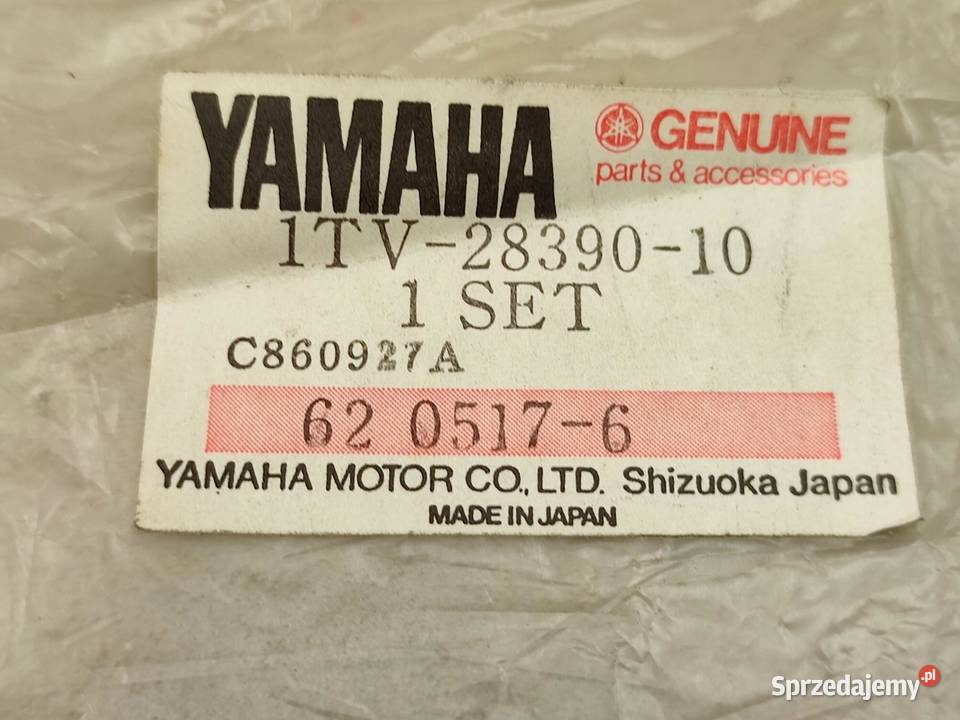 YAMAHA GENUINE
parts & accessories
1TV-28390-10
1 SET
C860927A
62 0517-6
YAMAHA MOTOR CO., LTD. Shizuoka Japan
MADE IN JAPAN
Sprzedajemy.pl